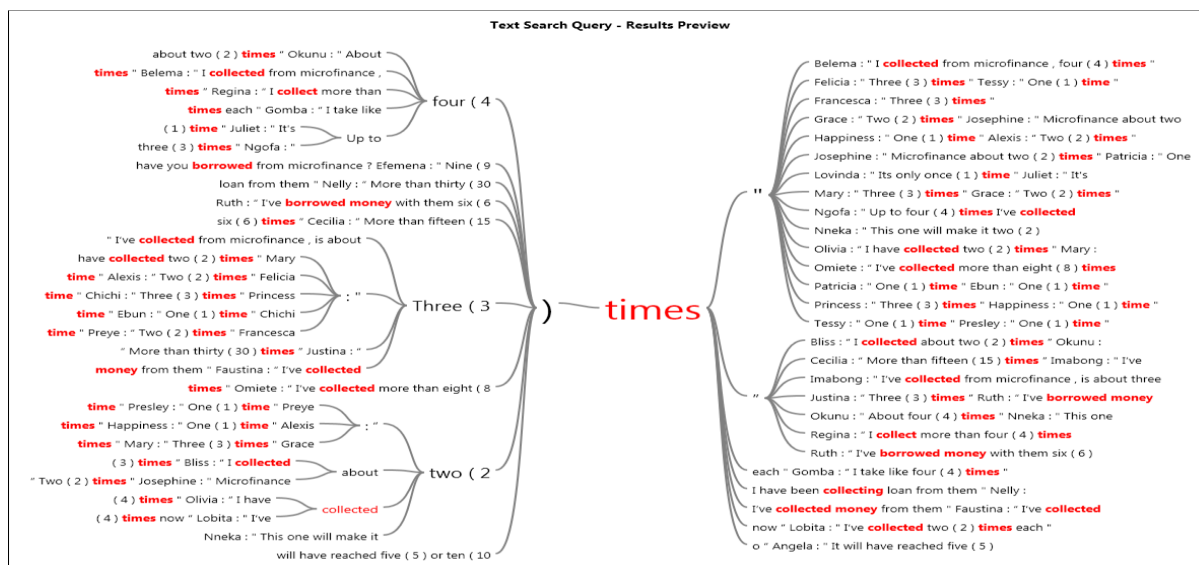 Text Search Query - Results Preview
about two ( 2 ) times " Okunu : " About
times " Belema : " I collected from microfinance ,
times " Regina : " I collect more than
times each " Gomba : " I take like
( 1 ) time " Juliet : " It's
three ( 3 ) times " Ngofa : "
Up to
four ( 4
have you borrowed from microfinance ? Efemena : " Nine ( 9
loan from them " Nelly : " More than thirty ( 30
Ruth : " I've borrowed money with them six ( 6
six ( 6 ) times " Cecilia : " More than fifteen ( 15
" I've collected from microfinance , is about
have collected two ( 2 ) times " Mary
time " Alexis : " Two ( 2 ) times " Felicia
time " Chichi : " Three ( 3 ) times " Princess
time " Ebun : " One ( 1 ) time " Chichi
time " Preye : " Two ( 2 ) times " Francesca
: "
" More than thirty ( 30 ) times " Justina : "
money from them " Faustina : " I've collected
Three ( 3
times " Omiete : " I've collected more than eight ( 8
time " Presley : " One ( 1 ) time " Preye
times " Happiness : " One ( 1 ) time " Alexis
times " Mary : " Three ( 3 ) times " Grace
: "
( 3 ) times " Bliss : " I collected
" Two ( 2 ) times " Josephine : " Microfinance
about
( 4 ) times " Olivia : " I have
( 4 ) times now " Lobita : " I've
collected
Nneka : " This one will make it
two ( 2
will have reached five ( 5 ) or ten ( 10
)
times
"
Belema : " I collected from microfinance , four ( 4 ) times "
Felicia : " Three ( 3 ) times " Tessy : " One ( 1 ) time "
Francesca : " Three ( 3 ) times "
Grace : " Two ( 2 ) times " Josephine : " Microfinance about two
Happiness : " One ( 1 ) time " Alexis : " Two ( 2 ) times "
Josephine : " Microfinance about two ( 2 ) times " Patricia : " One
Lovinda : " Its only once ( 1 ) time " Juliet : " It's
Mary : " Three ( 3 ) times " Grace : " Two ( 2 ) times "
Ngofa : " Up to four ( 4 ) times I've collected
Nneka : " This one will make it two ( 2 )
Olivia : " I have collected two ( 2 ) times " Mary :
Omiete : " I've collected more than eight ( 8 ) times
Patricia : " One ( 1 ) time " Ebun : " One ( 1 ) time "
Princess : " Three ( 3 ) times " Happiness : " One ( 1 ) time "
Tessy : " One ( 1 ) time " Presley : " One ( 1 ) time "
"
Bliss : " I collected about two ( 2 ) times " Okunu :
Cecilia : " More than fifteen ( 15 ) times " Imabong : " I've
Imabong : " I've collected from microfinance , is about three
Justina : " Three ( 3 ) times " Ruth : " I've borrowed money
Okunu : " About four ( 4 ) times " Nneka : " This one
Regina : " I collect more than four ( 4 ) times
Ruth : " I've borrowed money with them six ( 6 )
each " Gomba : " I take like four ( 4 ) times "
I have been collecting loan from them " Nelly :
I've collected money from them " Faustina : " I've collected
now " Lobita : " I've collected two ( 2 ) times each "
o " Angela : " It will have reached five ( 5 )